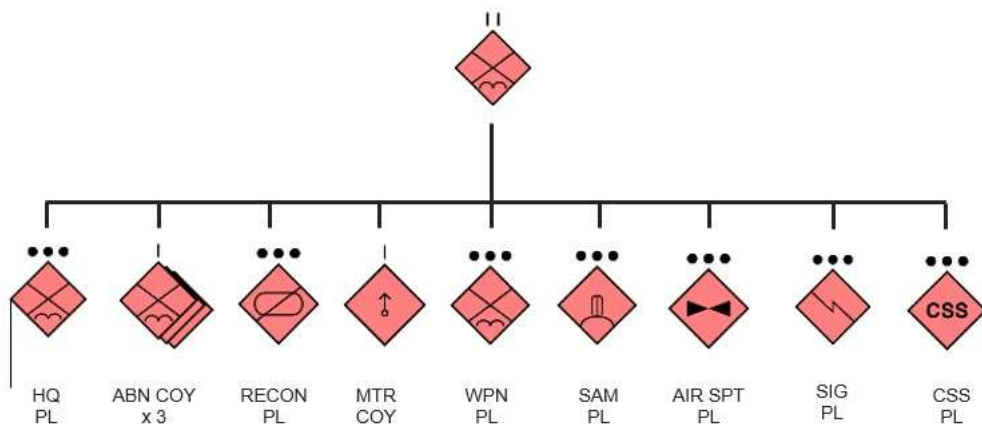 CSS
HQ
PL
ABN COY
x 3
RECON
PL
MTR
COY
WPN
PL
SAM
PL
AIR SPT
PL
SIG
PL
CSS
PL